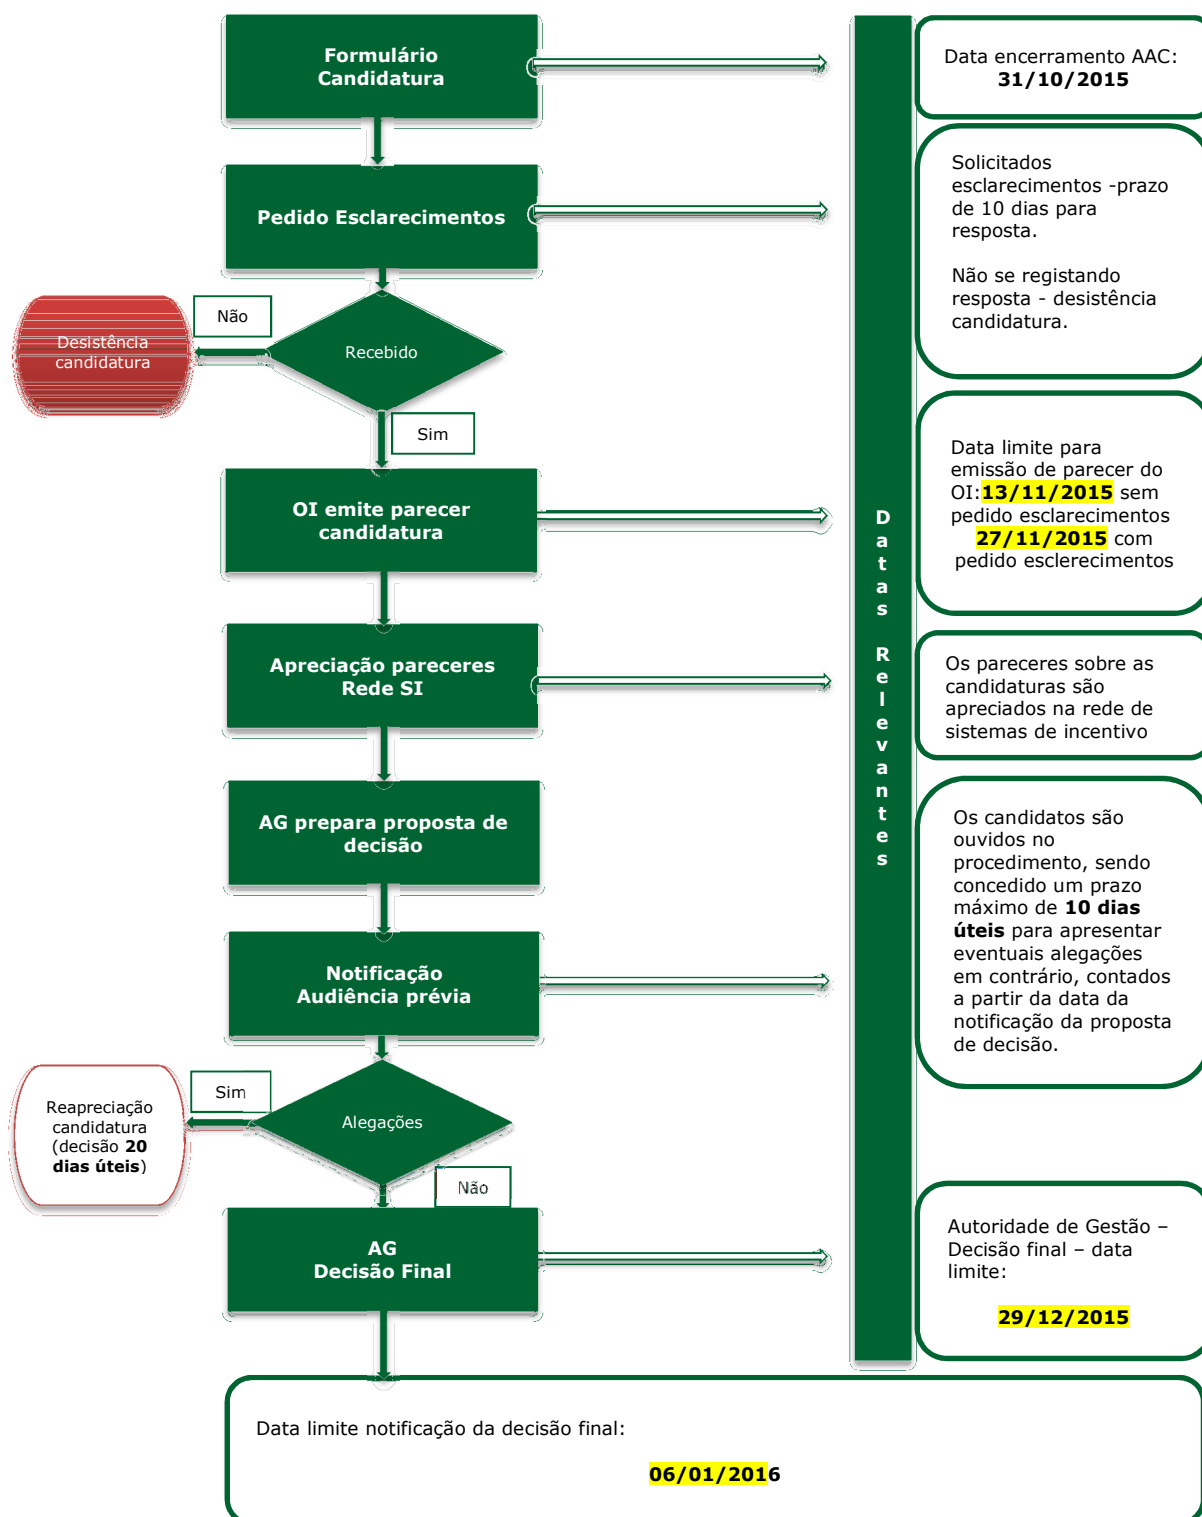 Formulário
Candidatura
Data encerramento AAC:
31/10/2015
Pedido Esclarecimentos
Solicitados
esclarecimentos -prazo
de 10 dias para
resposta.
Não se registando
resposta - desistência
candidatura.
Não
Desistência
candidatura
Recebido
Sim
OI emite parecer
candidatura
Data limite para
emissão de parecer do
OI:13/11/2015 sem
pedido esclarecimentos
27/11/2015 com
pedido esclerecimentos
Datas Relevantes
Apreciação pareceres
Rede SI
Os pareceres sobre as
candidaturas são
apreciados na rede de
sistemas de incentivo
AG prepara proposta de
decisão
Notificação
Audiência prévia
Os candidatos são
ouvidos no
procedimento, sendo
concedido um prazo
máximo de 10 dias
úteis para apresentar
eventuais alegações
em contrário, contados
a partir da data da
notificação da proposta
de decisão.
Sim
Reapreciação
candidatura
(decisão 20
dias úteis)
Alegações
Não
AG
Decisão Final
Autoridade de Gestão –
Decisão final – data
limite:
29/12/2015
Data limite notificação da decisão final:
06/01/2016